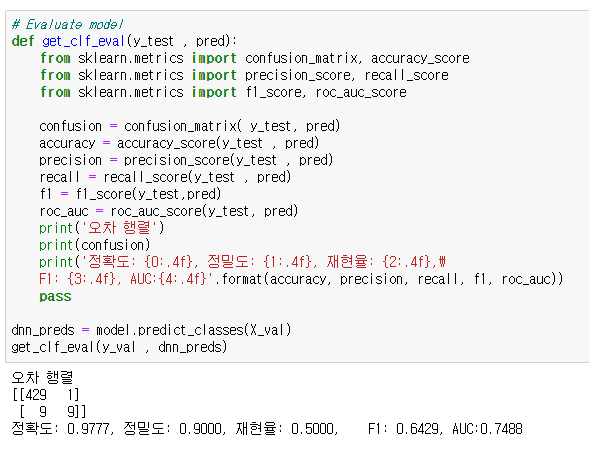 # Evaluate model
def get_clf_eval(y_test , pred):
    from sklearn.metrics import confusion_matrix, accuracy_score
    from sklearn.metrics import precision_score, recall_score
    from sklearn.metrics import f1_score, roc_auc_score

    confusion = confusion_matrix( y_test, pred)
    accuracy = accuracy_score(y_test , pred)
    precision = precision_score(y_test , pred)
    recall = recall_score(y_test , pred)
    f1 = f1_score(y_test,pred)
    roc_auc = roc_auc_score(y_test, pred)
    print('오차 행렬')
    print(confusion)
    print('정확도: {0:.4f}, 정밀도: {1:.4f}, 재현율: {2:.4f},₩
    F1: {3:.4f}, AUC:{4:.4f}'.format(accuracy, precision, recall, f1, roc_auc))
    pass

dnn_preds = model.predict_classes(X_val)
get_clf_eval(y_val , dnn_preds)
오차 행렬
[[429   1]
 [  9   9]]
정확도: 0.9777, 정밀도: 0.9000, 재현율: 0.5000,    F1: 0.6429, AUC:0.7488